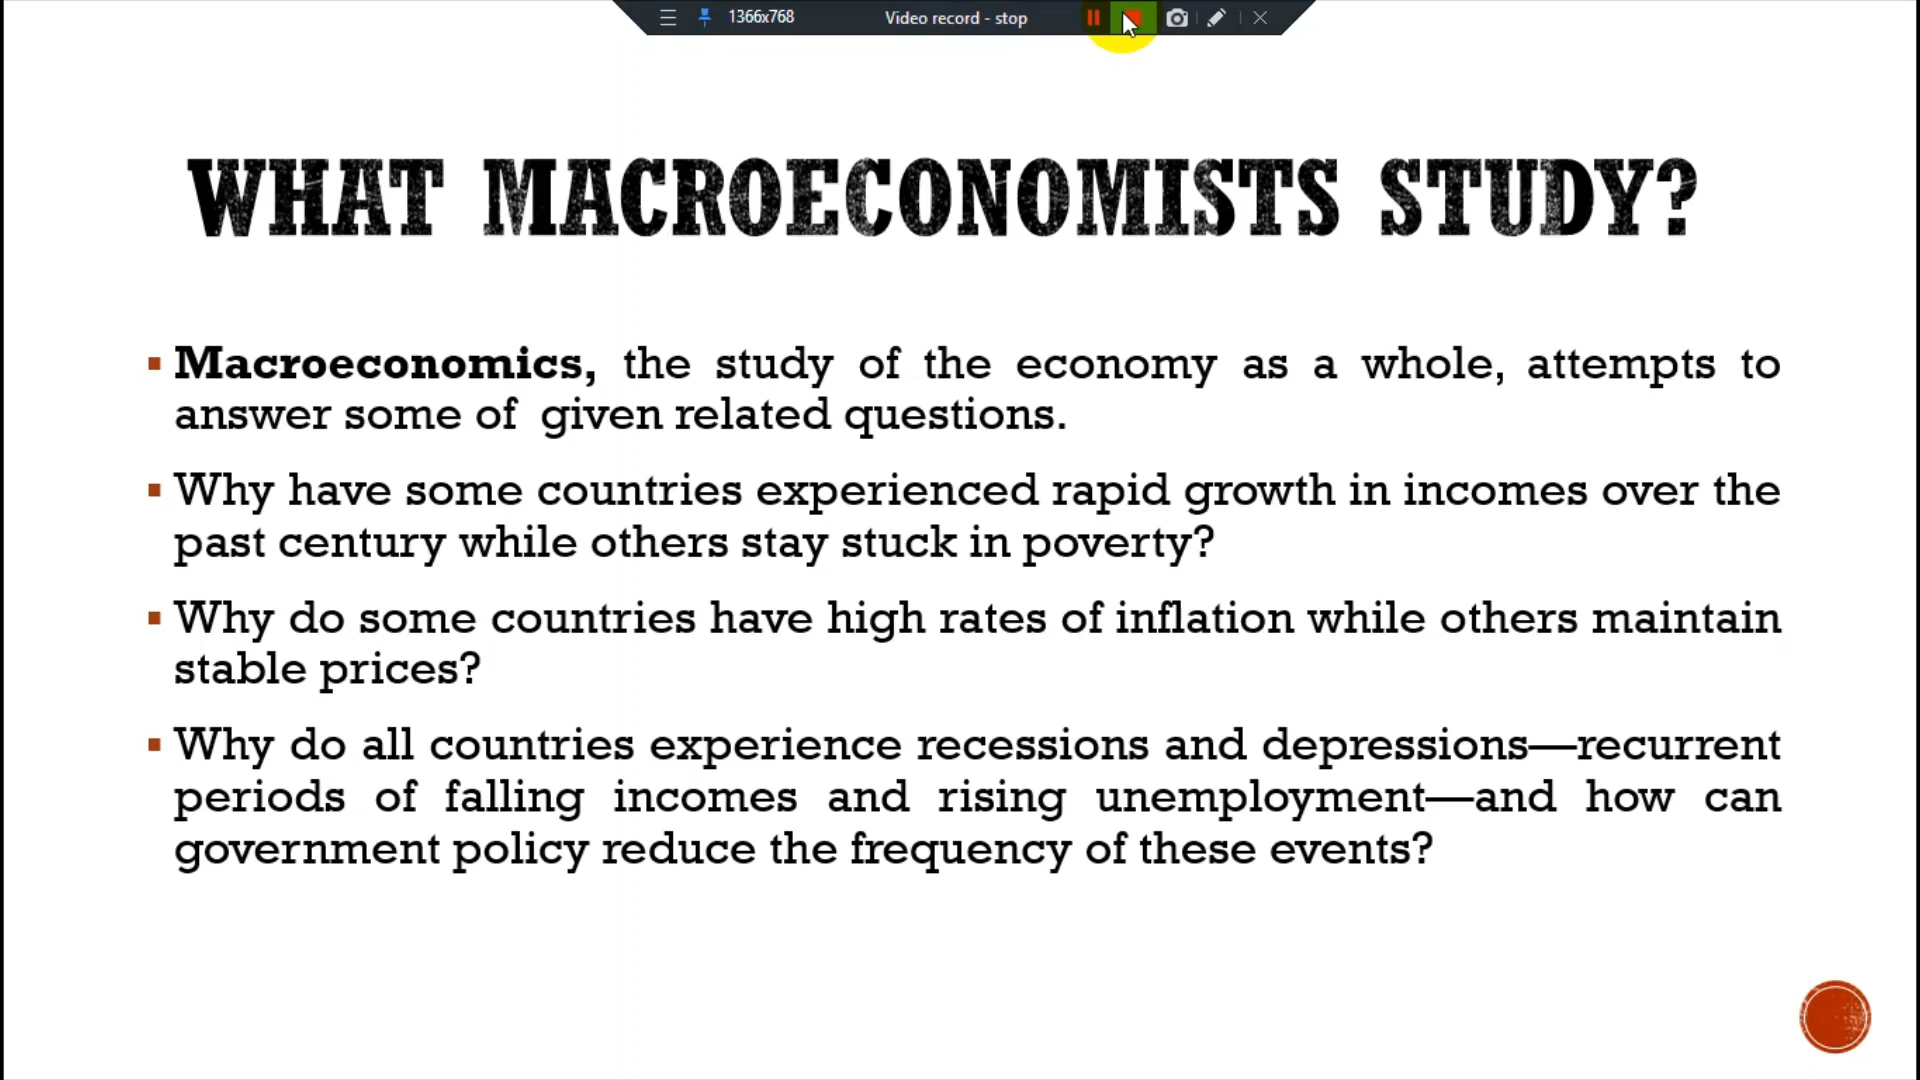 1366x768 Video record - stop
WHAT MACROECONOMISTS STUDY?
Macroeconomics, the study of the economy as a whole, attempts to
answer some of given related questions.
Why have some countries experienced rapid growth in incomes over the
past century while others stay stuck in poverty?
Why do some countries have high rates of inflation while others maintain
stable prices?
Why do all countries experience recessions and depressions—recurrent
periods of falling incomes and rising unemployment—and how can
government policy reduce the frequency of these events?